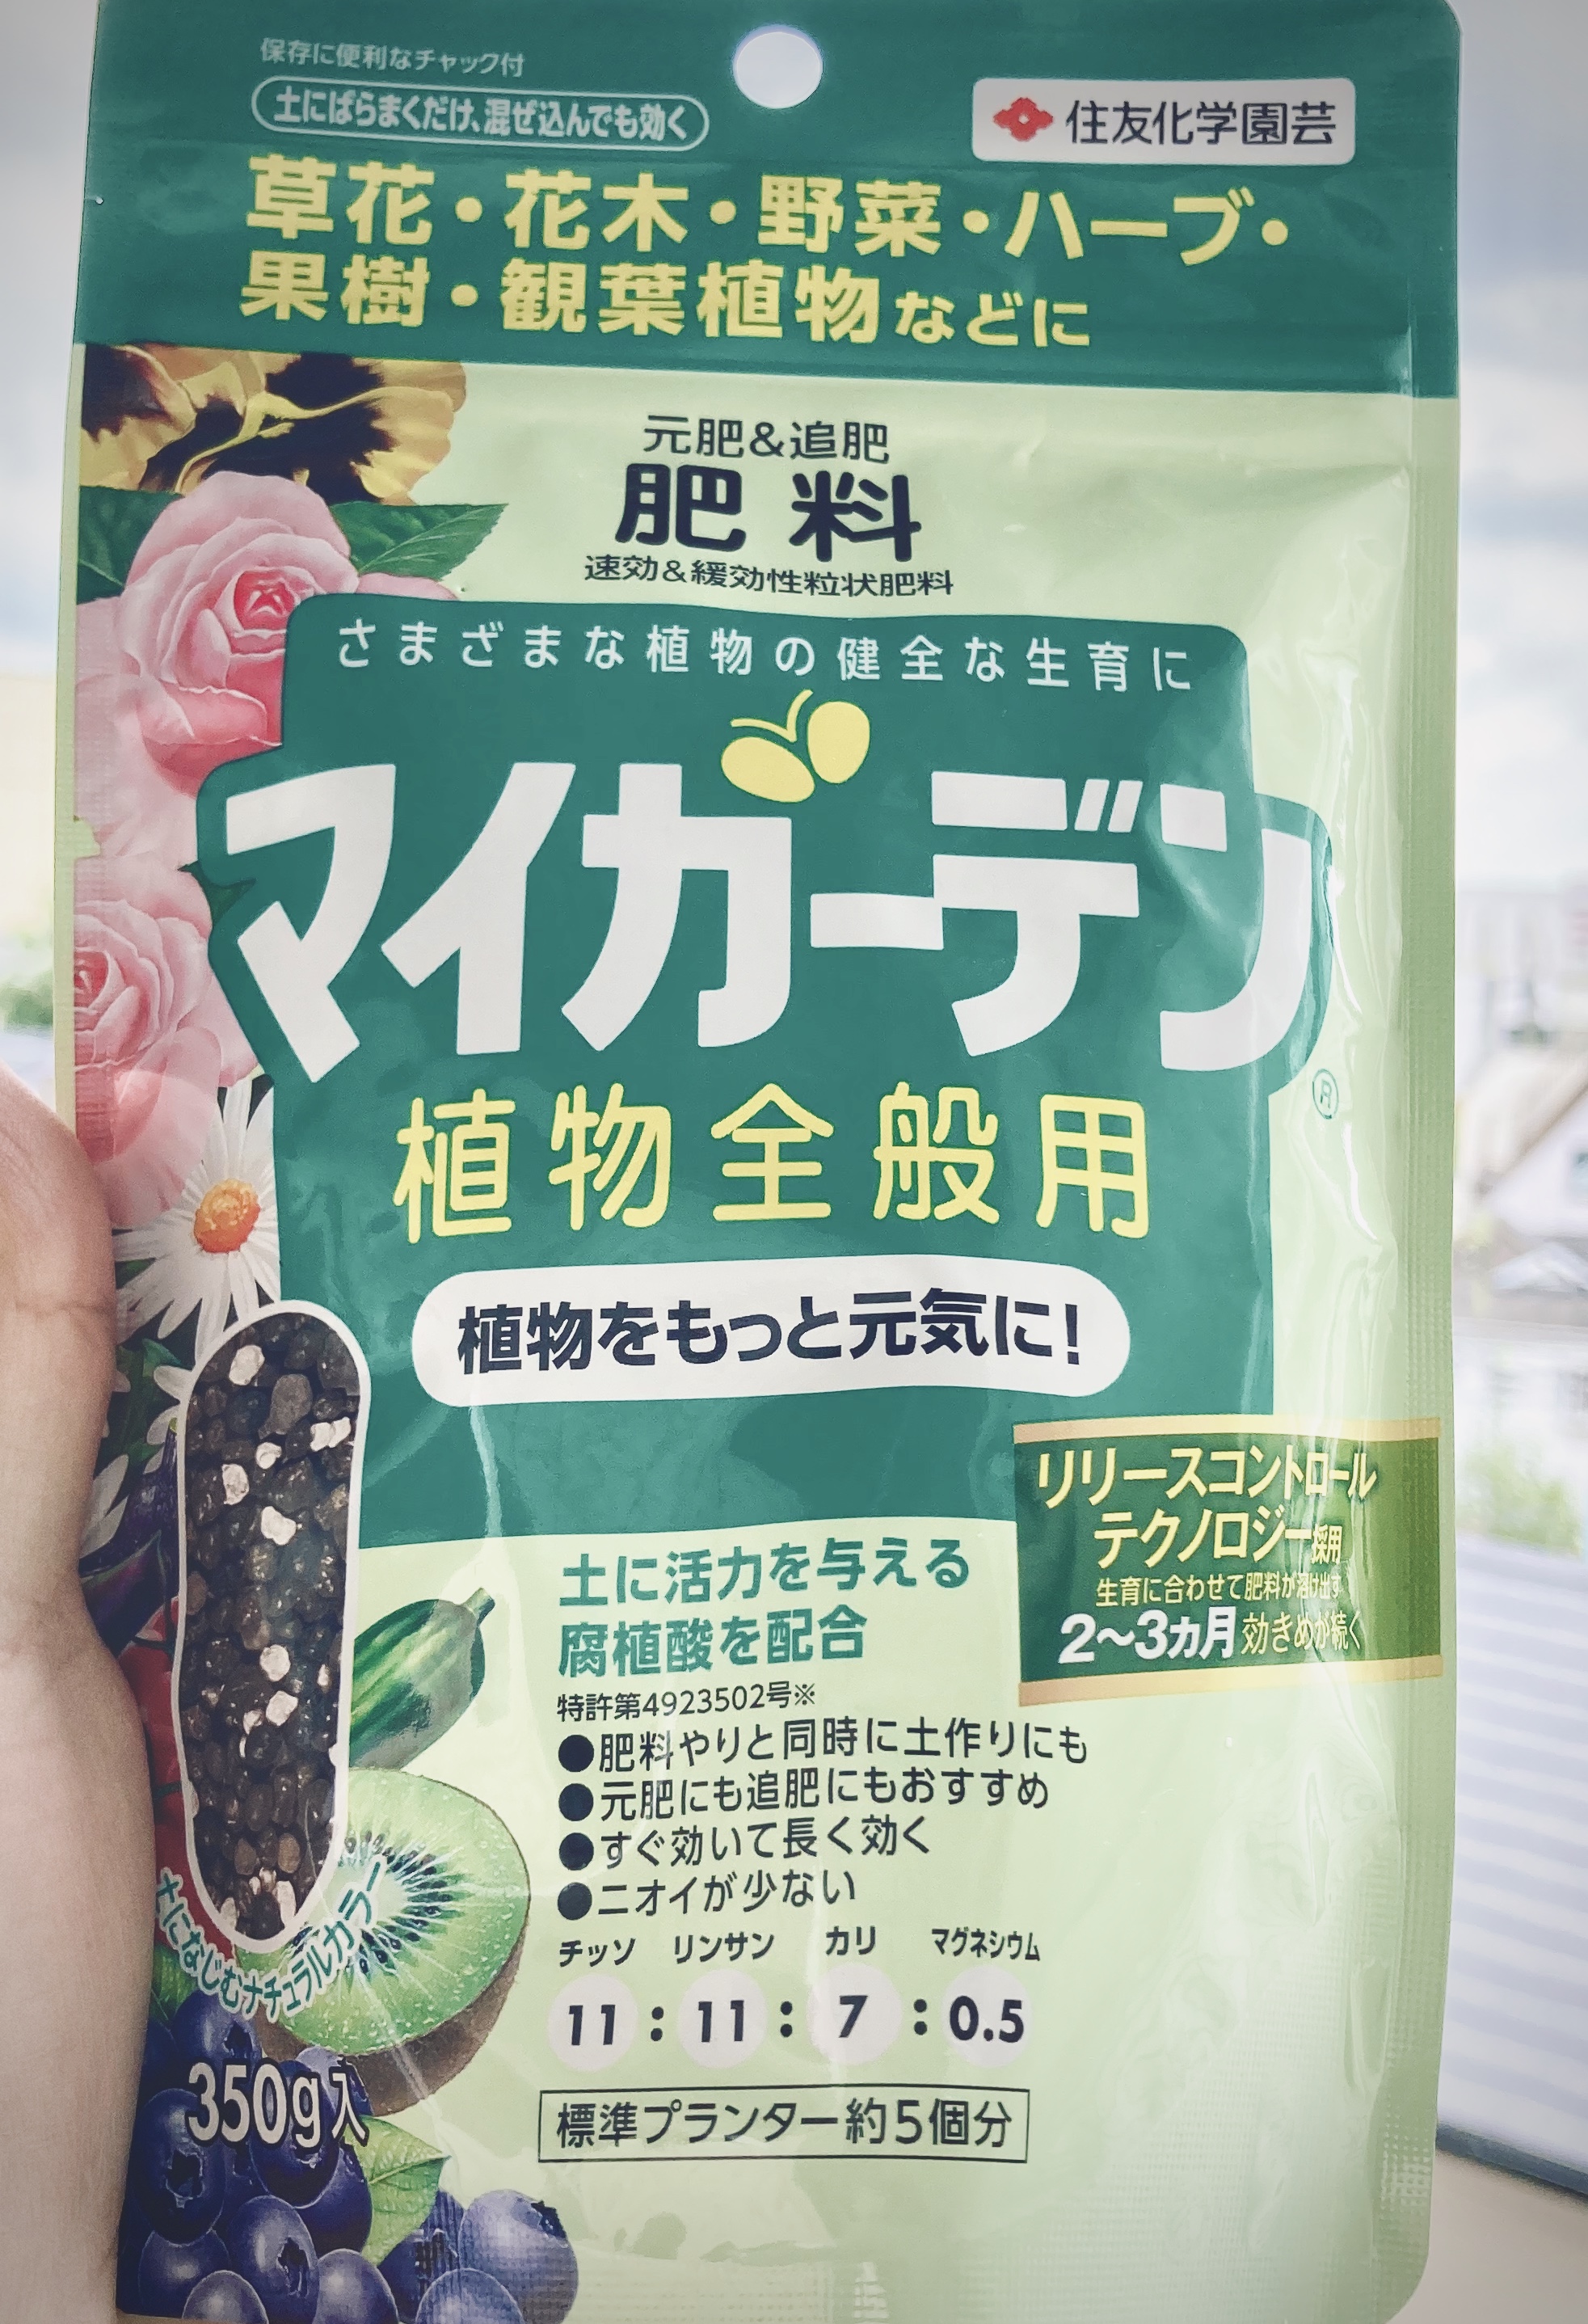 保存に便利なチャック付
土にばらまくだけ、混ぜ込んでも効く
住友化学園芸
草花・花木・野菜・ハーブ・
果樹・観葉植物などに
元肥&追肥
肥料
速効&緩効性粒状肥料
さまざまな植物の健全な生育に
マイガーデン®
植物全般用
植物をもっと元気に!
リリースコントロール
テクノロジー採用
生育に合わせて肥料が溶け出す
2〜3カ月効きめが続く
土に活力を与える
腐植酸を配合
特許第4923502号※
●肥料やりと同時に土作りにも
●元肥にも追肥にもおすすめ
●すぐ効いて長く効く
●ニオイが少ない
土になじむナチュラルカラー
チッソ リンサン カリ マグネシウム
11:11:7:0.5
350g入
標準プランター約5個分